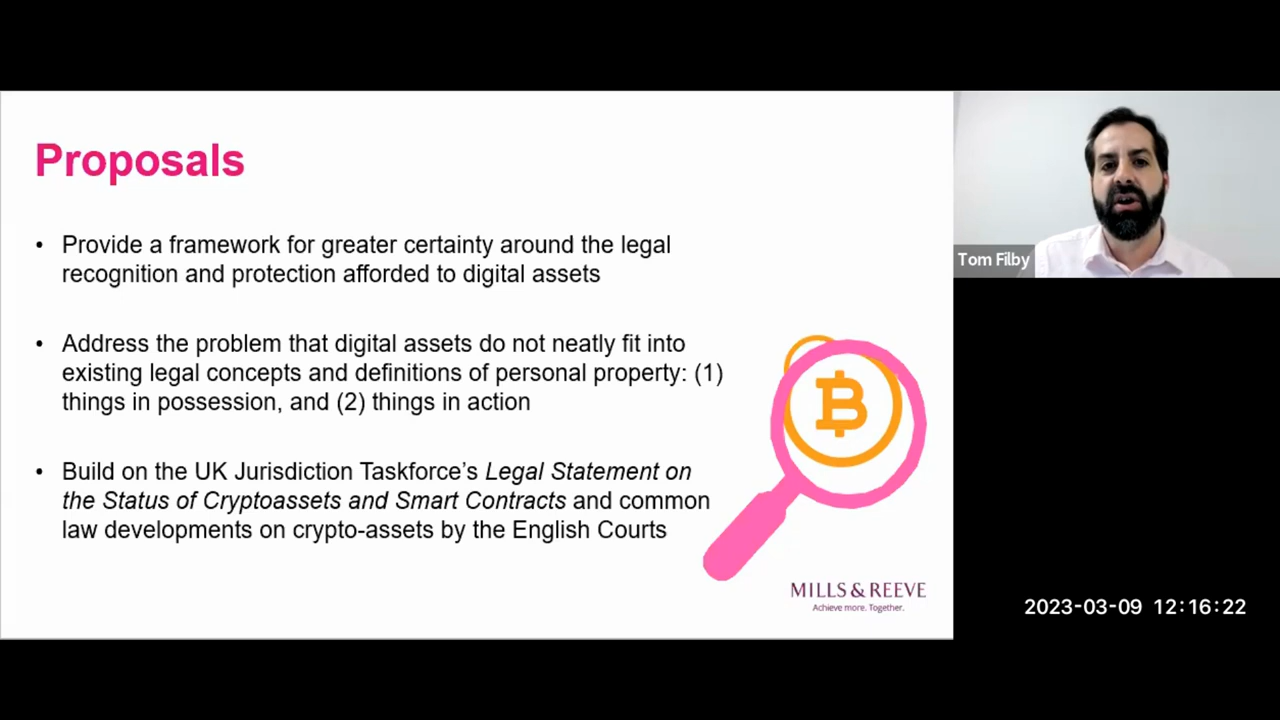 Proposals
• Provide a framework for greater certainty around the legal
recognition and protection afforded to digital assets
• Address the problem that digital assets do not neatly fit into
existing legal concepts and definitions of personal property: (1)
things in possession, and (2) things in action
• Build on the UK Jurisdiction Taskforce's Legal Statement on
the Status of Cryptoassets and Smart Contracts and common
law developments on crypto-assets by the English Courts
MILLS & REEVE
Achieve more. Together.
Tom Filby
2023-03-09 12:16:22